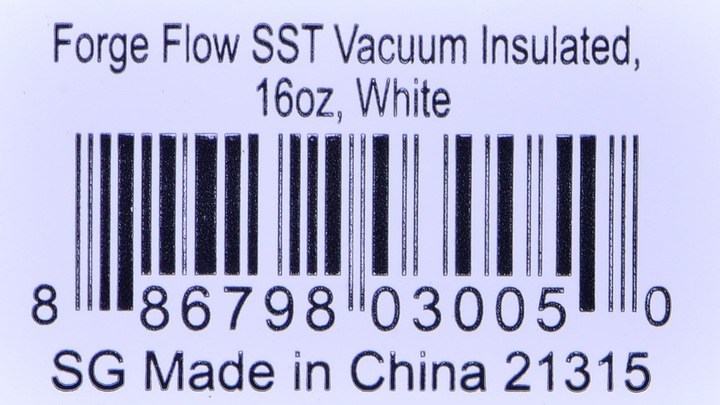 Forge Flow SST Vacuum Insulated,
16oz, White
8 86798 03005 0
SG Made in China 21315